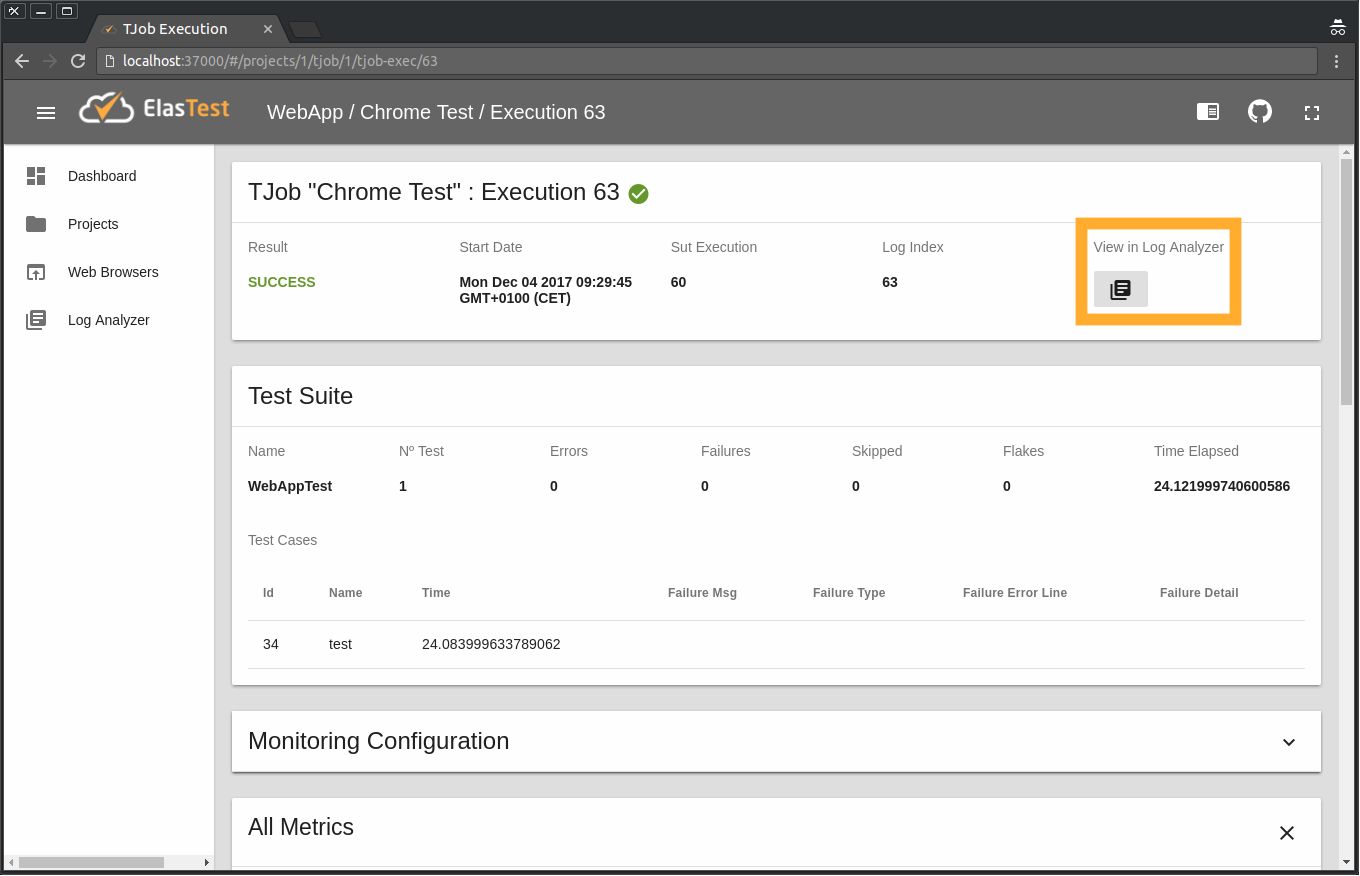 TJob Execution
localhost:37000/#/projects/1/tjob/1/tjob-exec/63
ElasTest
WebApp / Chrome Test / Execution 63
Dashboard
Projects
Web Browsers
Log Analyzer
TJob "Chrome Test" : Execution 63
Result
Start Date
Sut Execution
Log Index
View in Log Analyzer
SUCCESS
Mon Dec 04 2017 09:29:45
GMT+0100 (CET)
60
63
Test Suite
Name
Nº Test
Errors
Failures
Skipped
Flakes
Time Elapsed
WebAppTest
1
0
0
0
0
24.121999740600586
Test Cases
Id
Name
Time
Failure Msg
Failure Type
Failure Error Line
Failure Detail
34
test
24.083999633789062
Monitoring Configuration
All Metrics